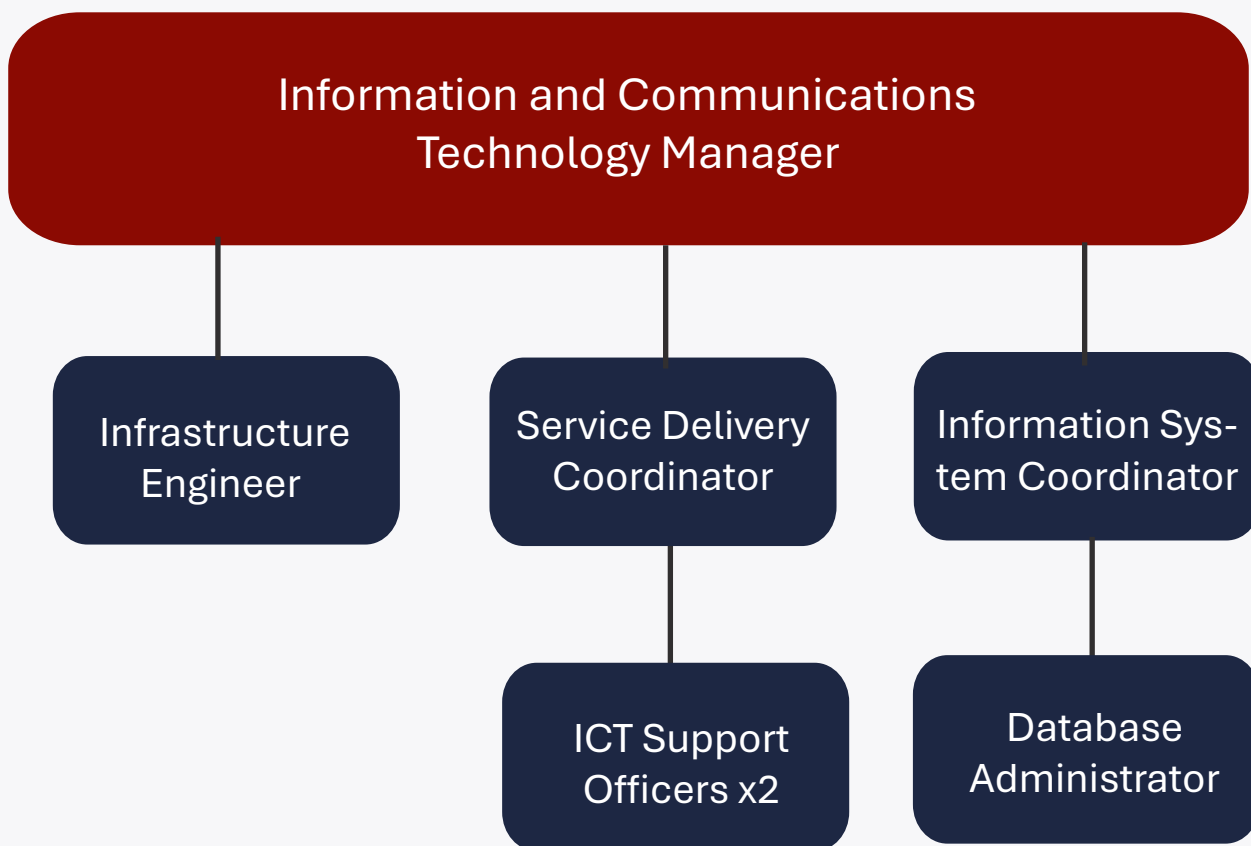 Information and Communications
Technology Manager
Infrastructure
Engineer
Service Delivery
Coordinator
Information Sys-
tem Coordinator
ICT Support
Officers x2
Database
Administrator